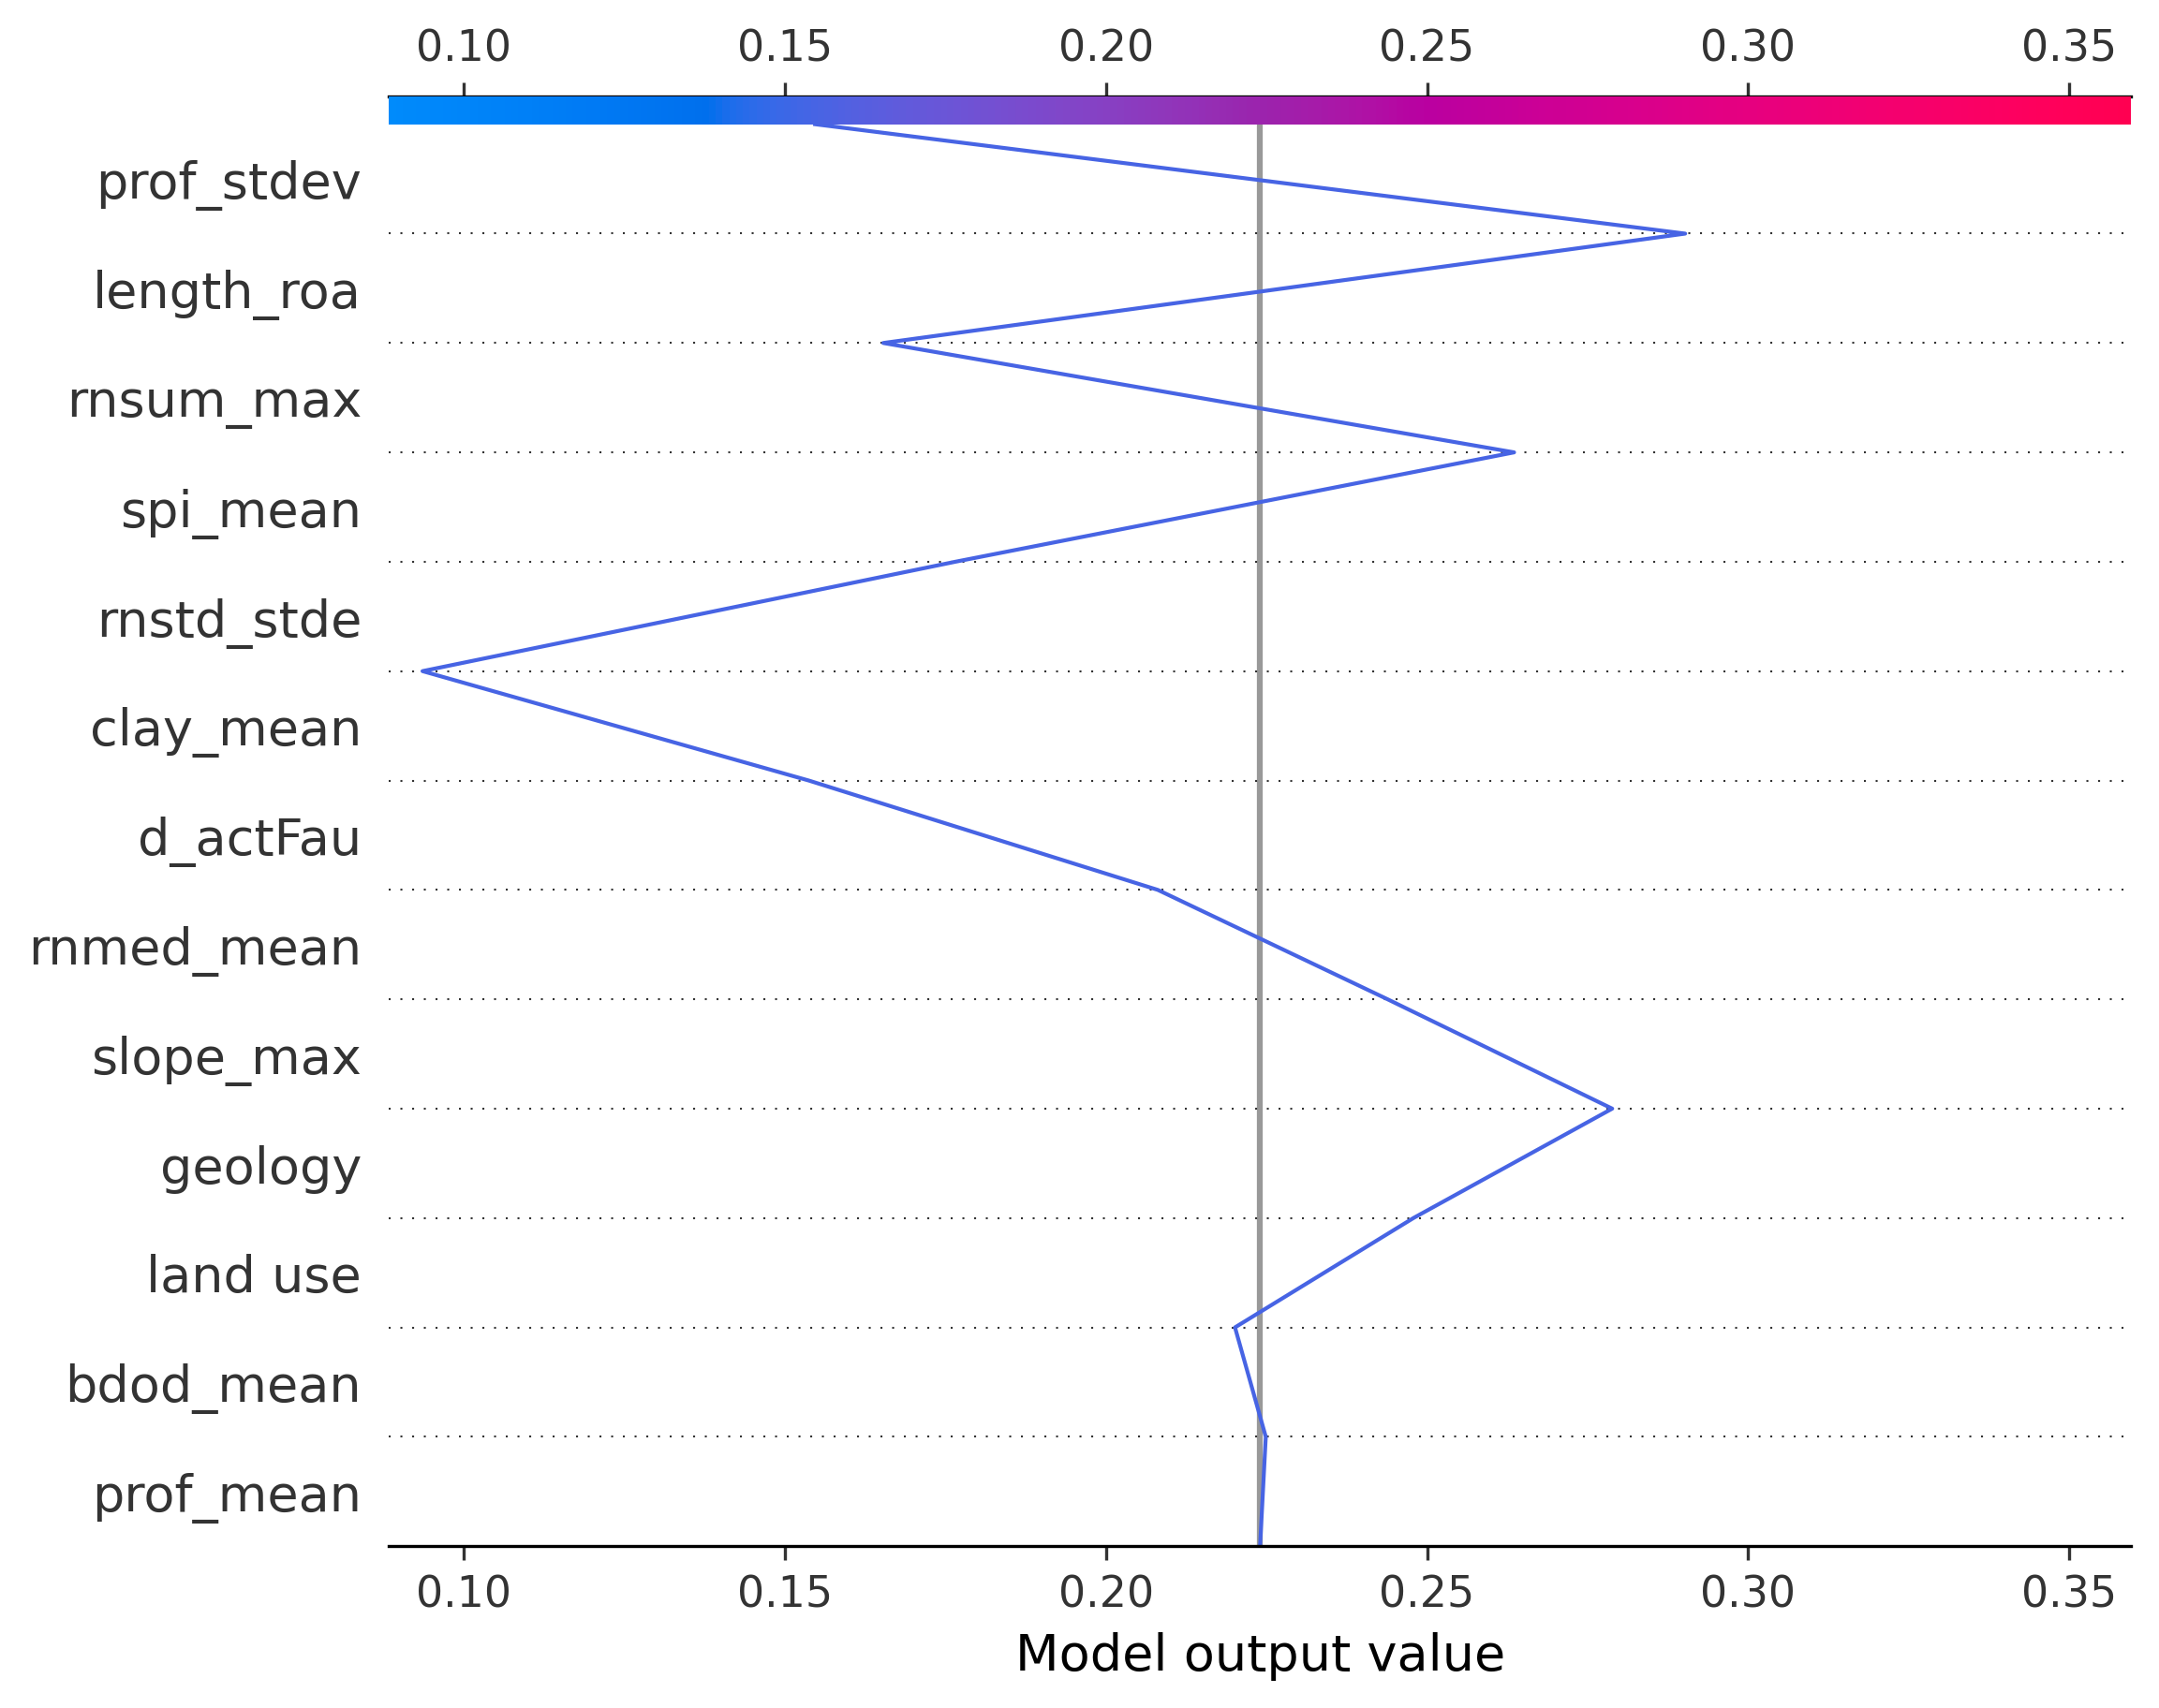 0.10 0.15 0.20 0.25 0.30 0.35
prof_stdev
length_roa
rnsum_max
spi_mean
rnstd_stde
clay_mean
d_actFau
rnmed_mean
slope_max
geology
land use
bdod_mean
prof_mean
0.10 0.15 0.20 0.25 0.30 0.35
Model output value